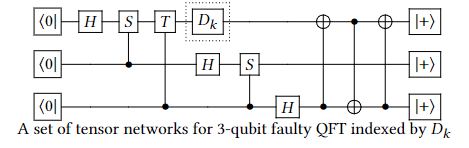 ⟨0| H S T D_k |+⟩
⟨0| H S |+⟩
⟨0| H |+⟩
A set of tensor networks for 3-qubit faulty QFT indexed by D_k